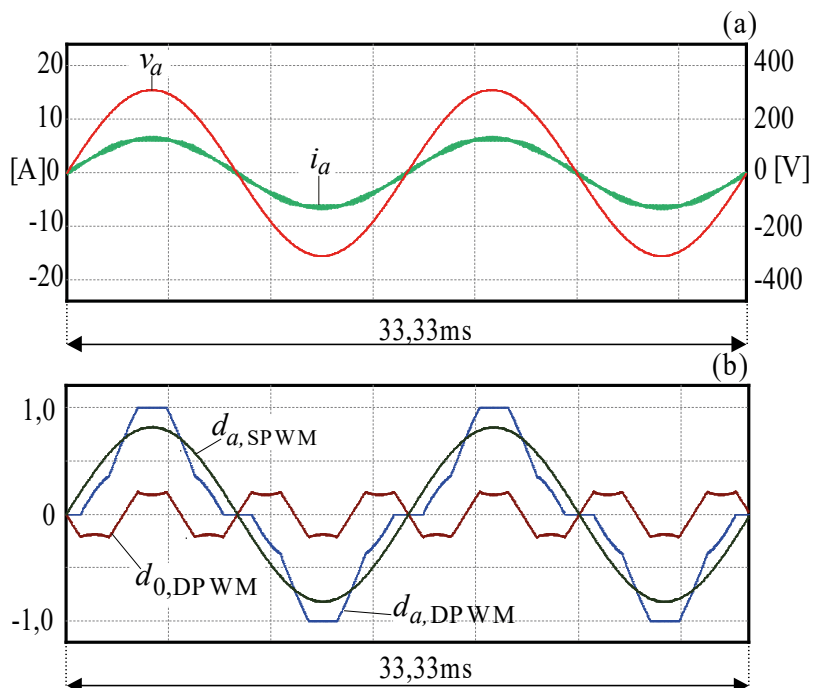 (a)
20
10
[A] 0
-10
-20
v_a
i_a
400
200
0 [V]
-200
-400
33,33ms
(b)
1,0
0
-1,0
d_a,SPWM
d_0,DPWM
d_a,DPWM
33,33ms